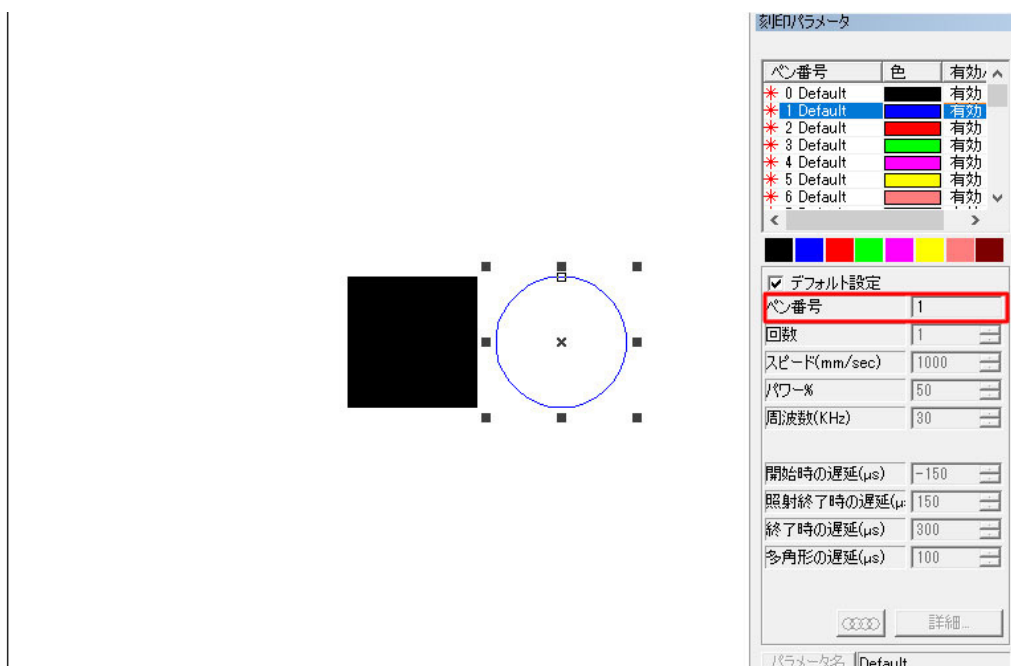 刻印パラメータ
ペン番号 色 有効
0 Default 有効
1 Default 有効
2 Default 有効
3 Default 有効
4 Default 有効
5 Default 有効
6 Default 有効
デフォルト設定
ペン番号 1
回数 1
スピード(mm/sec) 1000
パワー% 50
周波数(KHz) 30
開始時の遅延(μs) -150
照射終了時の遅延(μ 150
終了時の遅延(μs) 300
多角形の遅延(μs) 100
詳細...
パラメータ名 Default